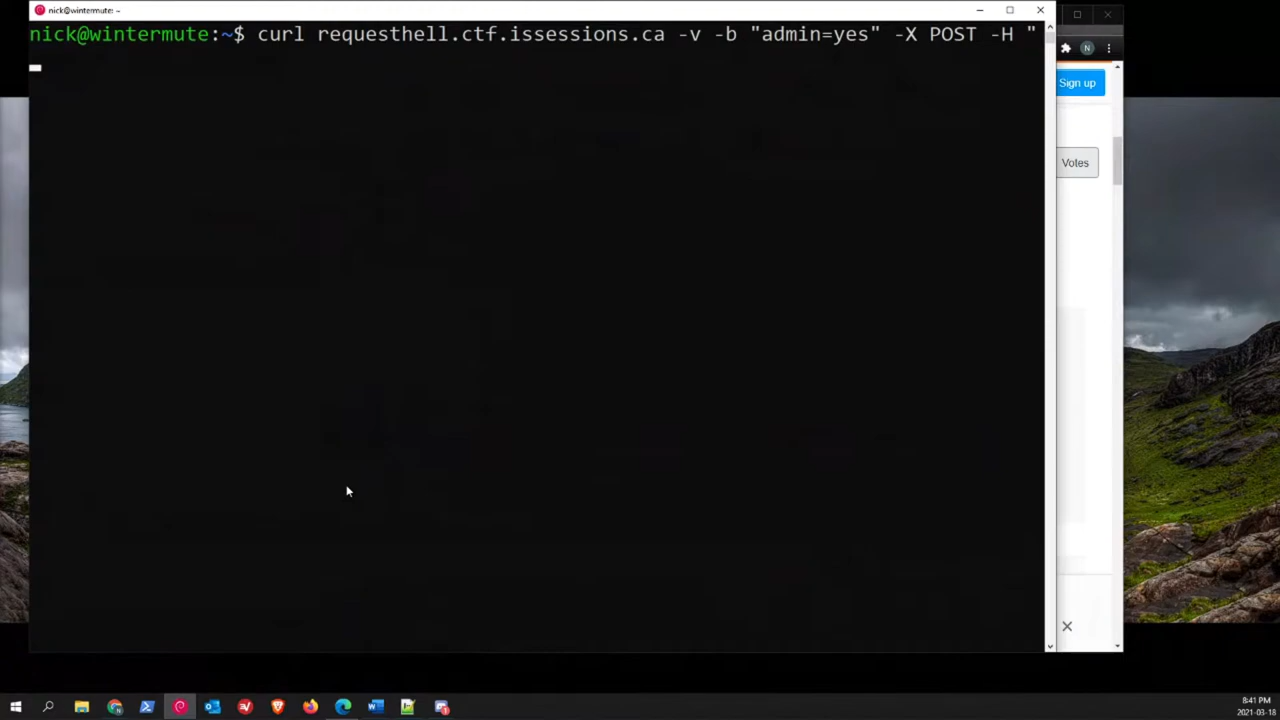 nick@wintermute: ~
nick@wintermute:~$ curl requesthell.ctf.issessions.ca -v -b "admin=yes" -X POST -H "
N
Sign up
Votes
8:41 PM
2021-03-18